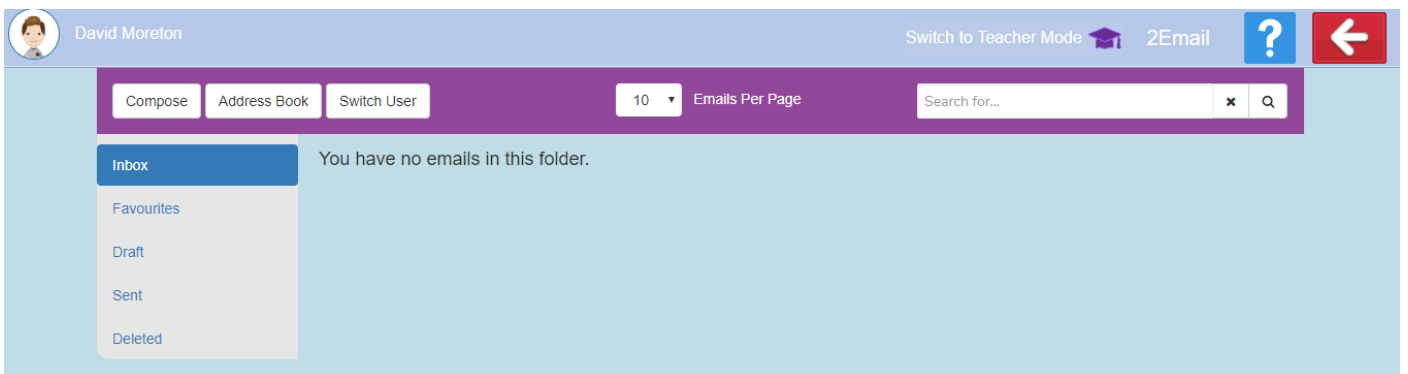 David Moreton
Switch to Teacher Mode
2Email
?
Compose
Address Book
Switch User
10
Emails Per Page
Search for...
Inbox
You have no emails in this folder.
Favourites
Draft
Sent
Deleted